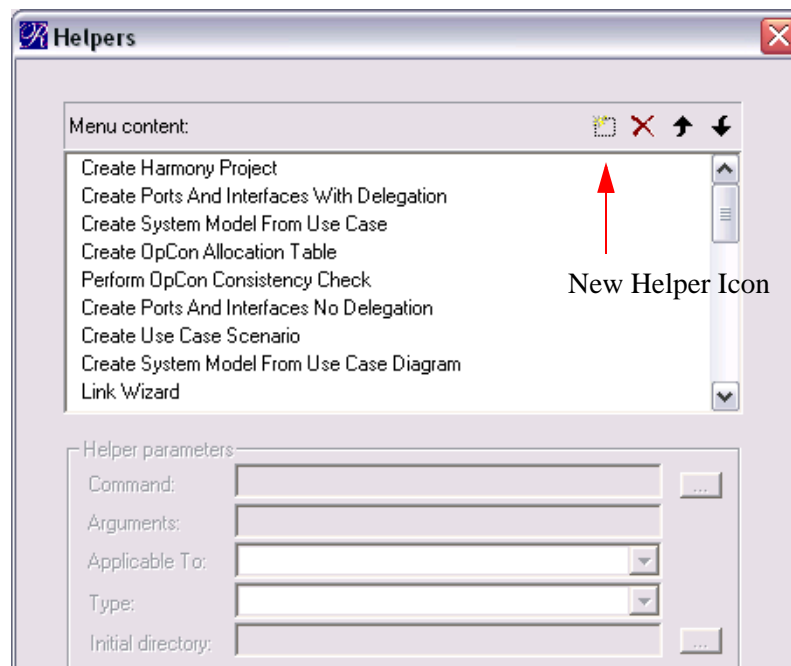 Helpers
Menu content:
Create Harmony Project
Create Ports And Interfaces With Delegation
Create System Model From Use Case
Create OpCon Allocation Table
Perform OpCon Consistency Check
Create Ports And Interfaces No Delegation
Create Use Case Scenario
Create System Model From Use Case Diagram
Link Wizard
New Helper Icon
Helper parameters
Command:
...
Arguments:
Applicable To:
Type:
Initial directory:
...